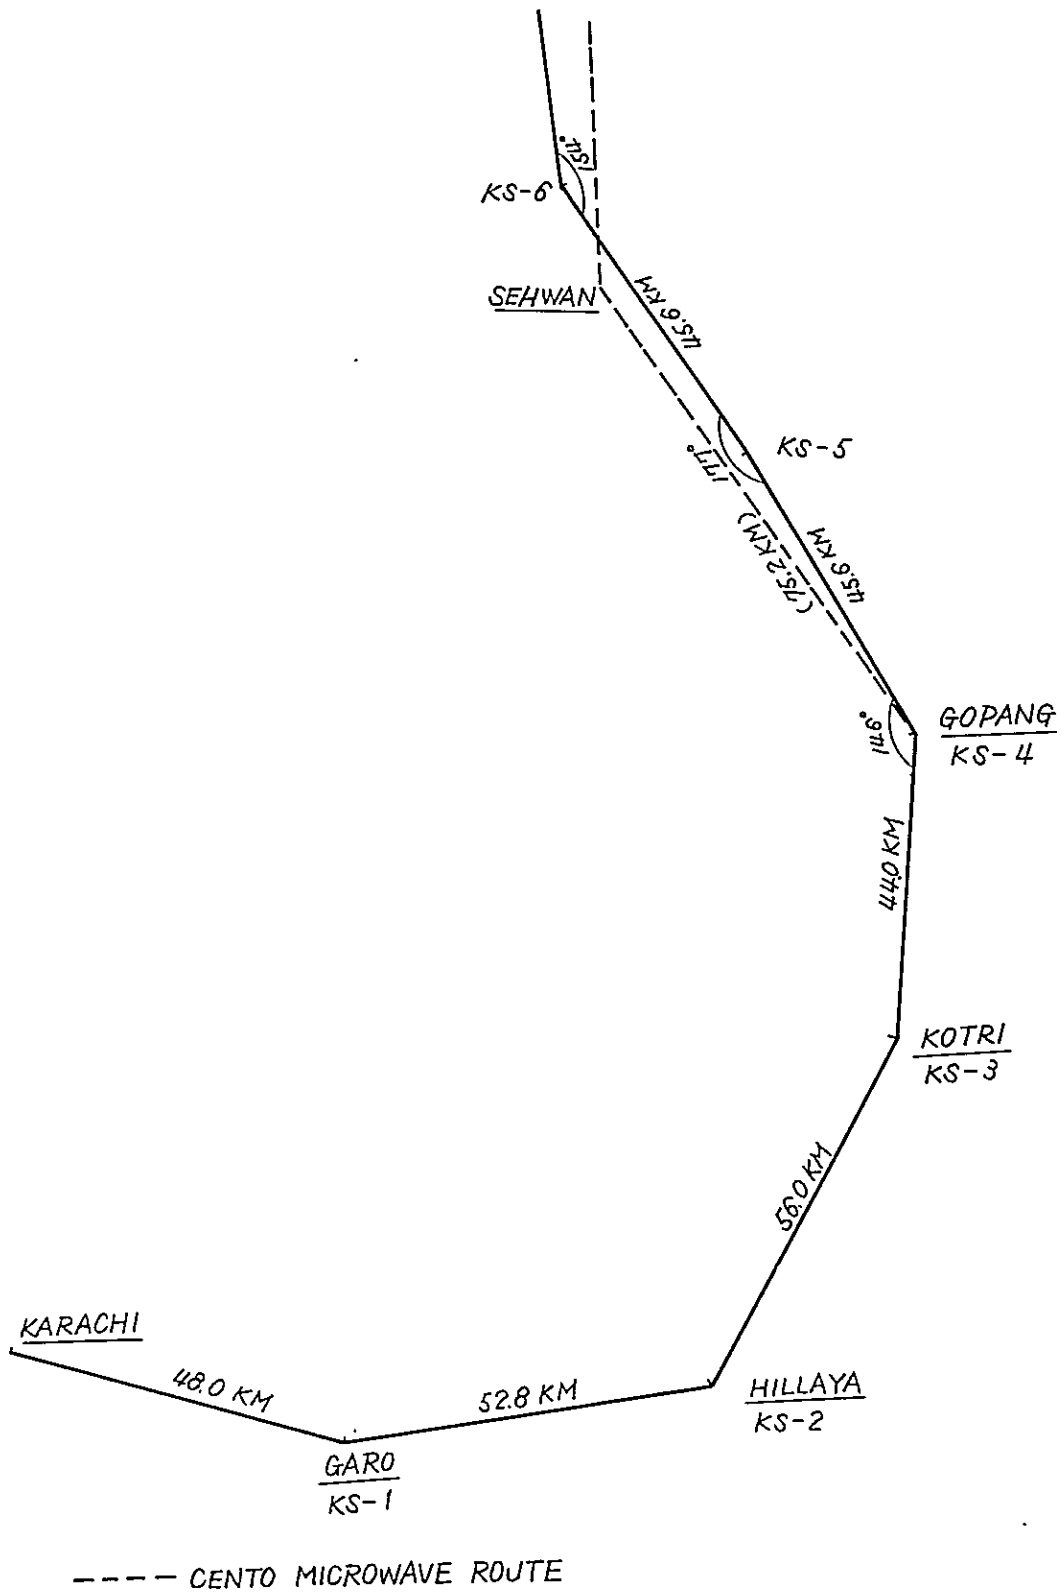 154°
KS-6
SEHWAN
45.6 KM
KS-5
177°
(75.2 KM)
45.6 KM
GOPANG
KS-4
149°
44.0 KM
KOTRI
KS-3
56.0 KM
KARACHI
48.0 KM
52.8 KM
HILLAYA
KS-2
GARO
KS-1
---- CENTO MICROWAVE ROUTE